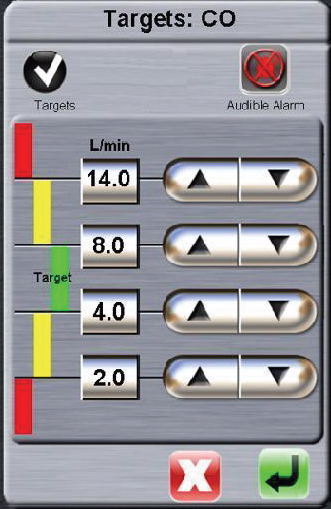 Targets: CO
Targets
Audible Alarm
L/min
14.0
8.0
Target
4.0
2.0